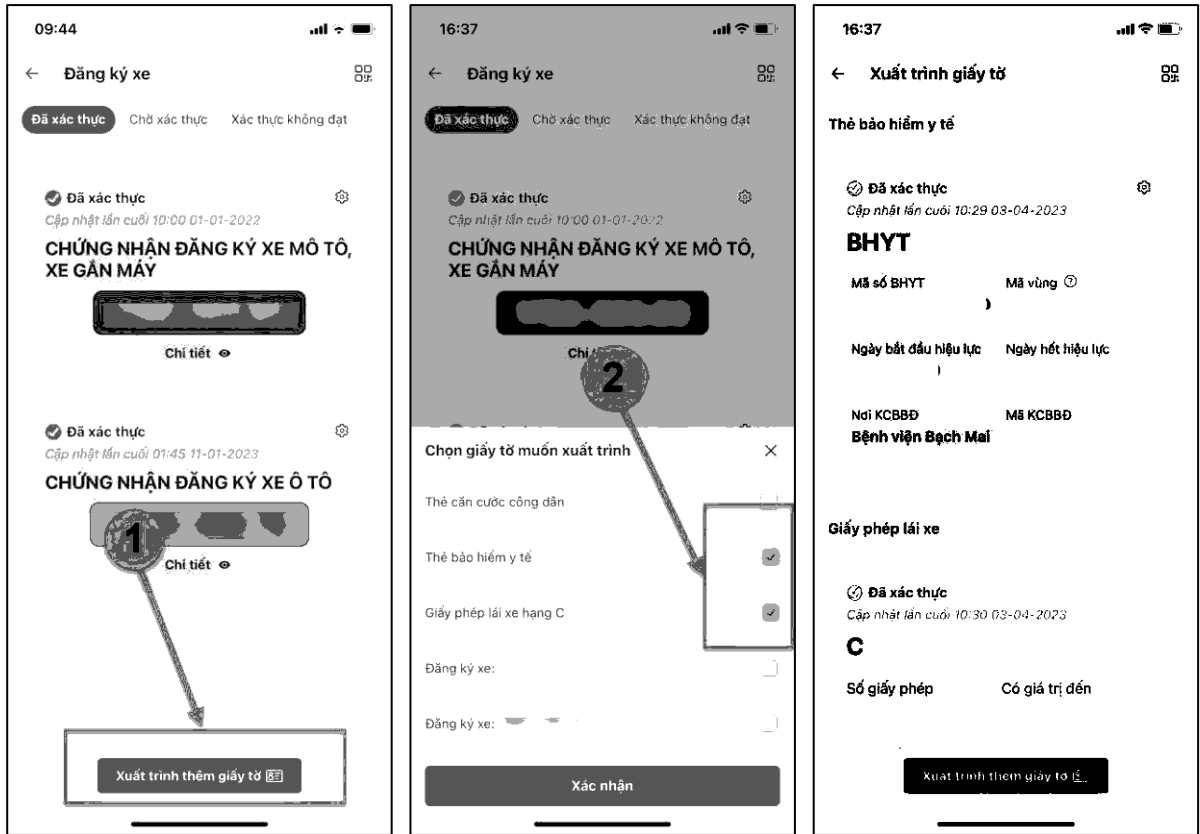 09:44
Đăng ký xe
Đã xác thực Chờ xác thực Xác thực không đạt
Đã xác thực
Cập nhật lần cuối 10:00 01-01-2022
CHỨNG NHẬN ĐĂNG KÝ XE MÔ TÔ,
XE GẮN MÁY
Chi tiết
Đã xác thực
Cập nhật lần cuối 01:45 11-01-2023
CHỨNG NHẬN ĐĂNG KÝ XE Ô TÔ
1
Chi tiết
Xuất trình thêm giấy tờ
16:37
Đăng ký xe
Đã xác thực Chờ xác thực Xác thực không đạt
Đã xác thực
Cập nhật lần cuối 10:00 01-01-2022
CHỨNG NHẬN ĐĂNG KÝ XE MÔ TÔ,
XE GẮN MÁY
Chi
2
Chọn giấy tờ muốn xuất trình
Thẻ căn cước công dân
Thẻ bảo hiểm y tế
Giấy phép lái xe hạng C
Đăng ký xe:
Đăng ký xe:
Xác nhận
16:37
Xuất trình giấy tờ
Thẻ bảo hiểm y tế
Đã xác thực
Cập nhật lần cuối 10:29 03-04-2023
BHYT
Mã số BHYT Mã vùng
Ngày bắt đầu hiệu lực Ngày hết hiệu lực
Nơi KCBBĐ Mã KCBBĐ
Bệnh viện Bạch Mai
Giấy phép lái xe
Đã xác thực
Cập nhật lần cuối 10:30 03-04-2023
C
Số giấy phép Có giá trị đến
Xuất trình thêm giấy tờ